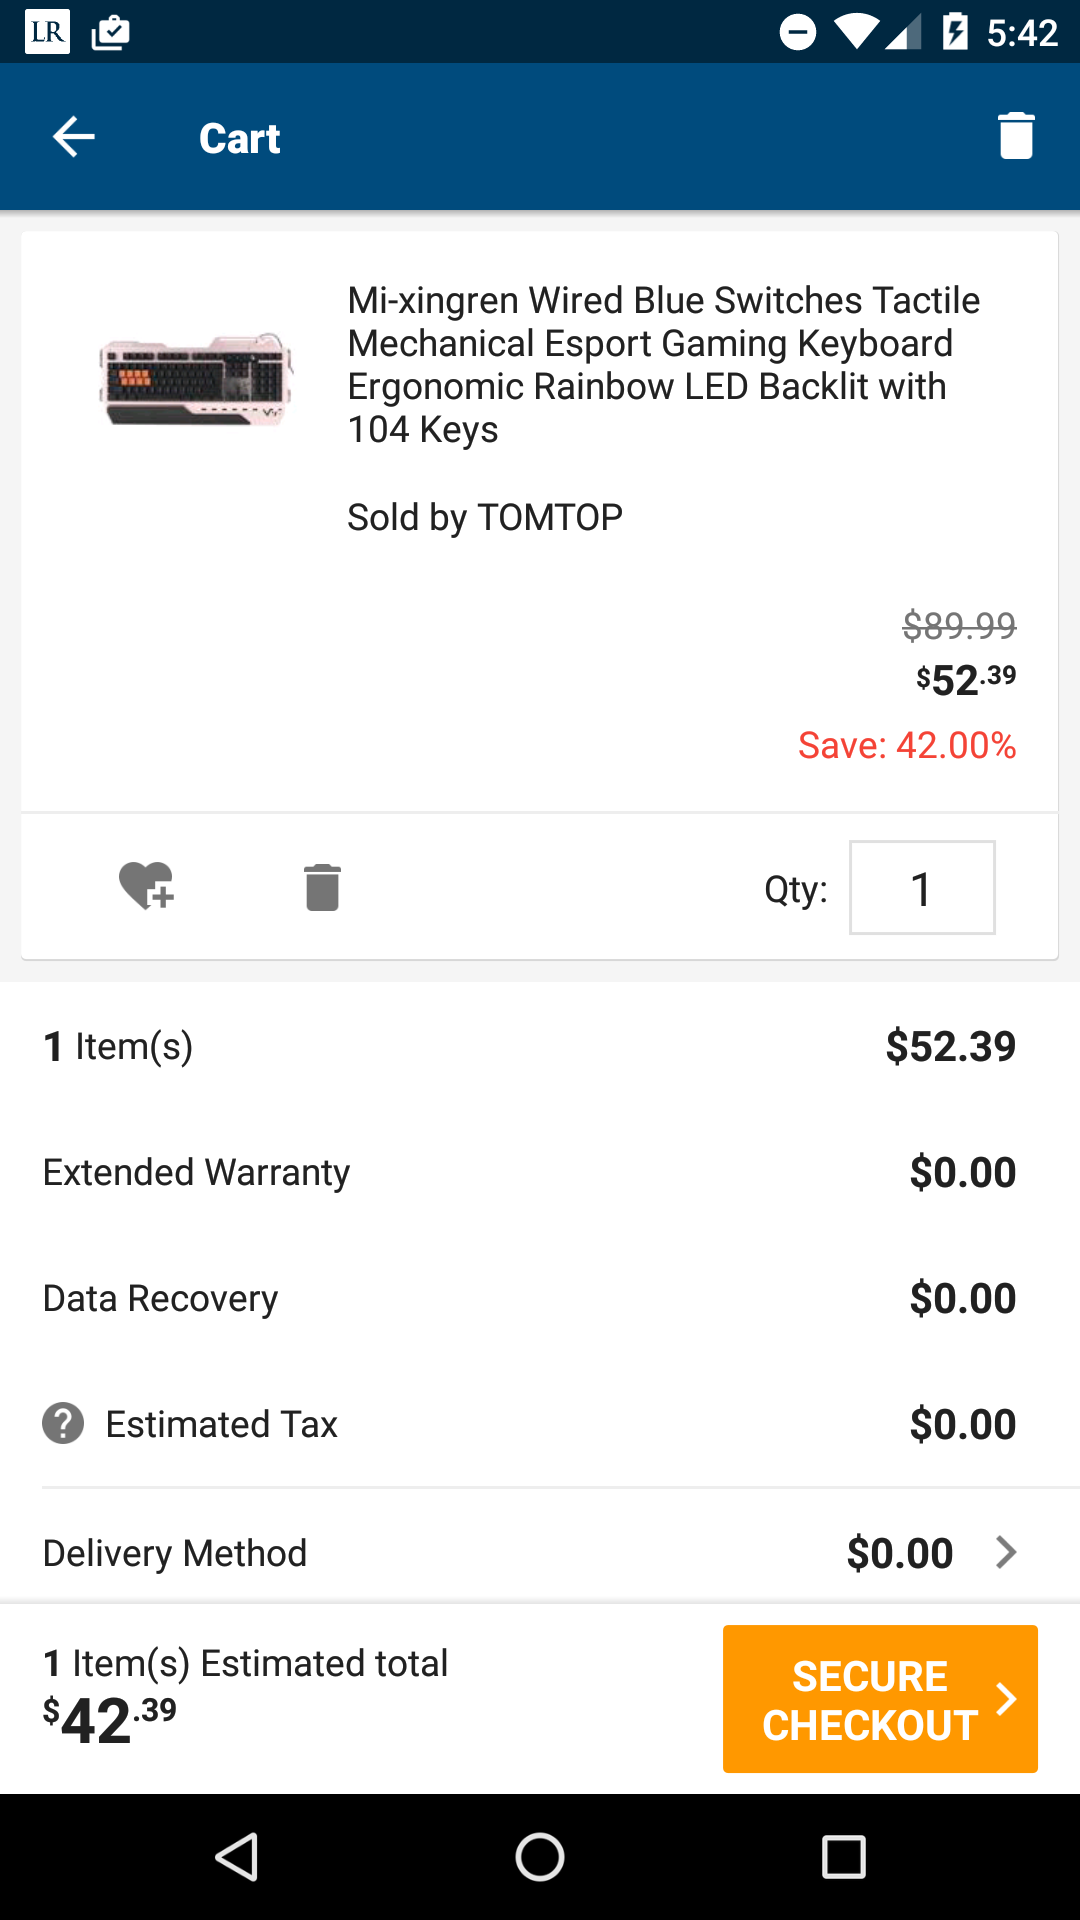 LR 5:42
Cart
Mi-xingren Wired Blue Switches Tactile
Mechanical Esport Gaming Keyboard
Ergonomic Rainbow LED Backlit with
104 Keys
Sold by TOMTOP
$89.99
$52.39
Save: 42.00%
Qty: 1
1 Item(s) $52.39
Extended Warranty $0.00
Data Recovery $0.00
? Estimated Tax $0.00
Delivery Method $0.00
1 Item(s) Estimated total
$42.39
SECURE
CHECKOUT